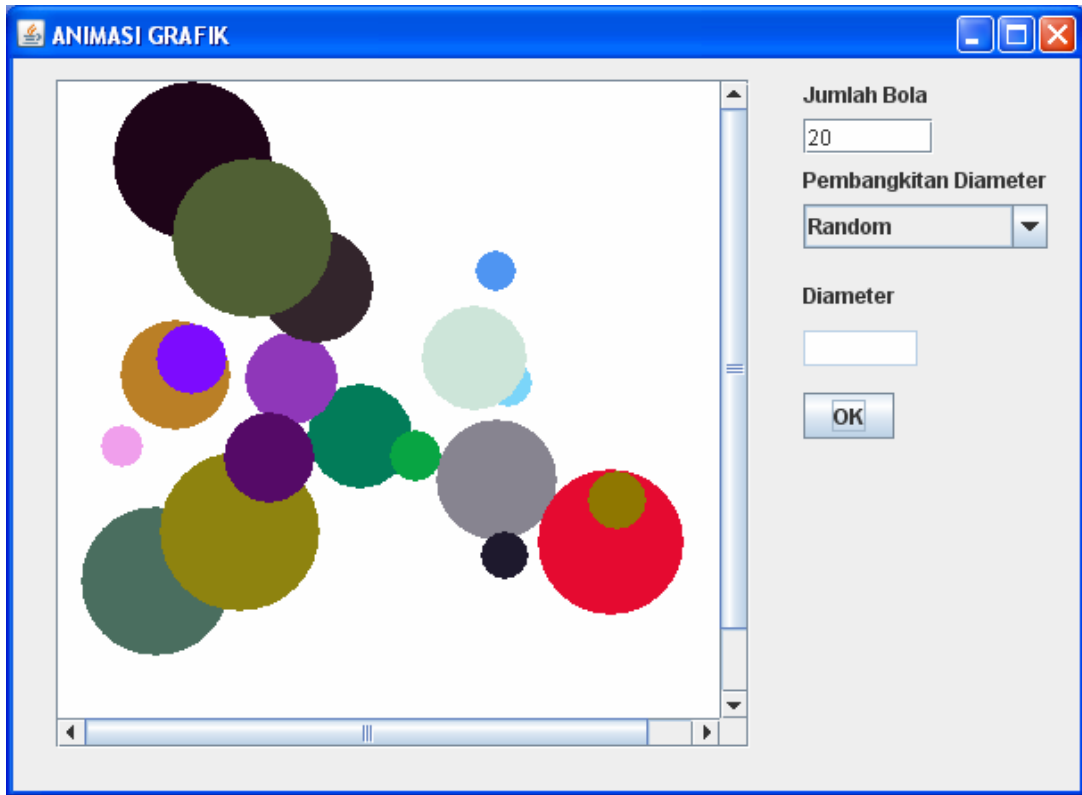 ANIMASI GRAFIK
Jumlah Bola
20
Pembangkitan Diameter
Random
Diameter
OK